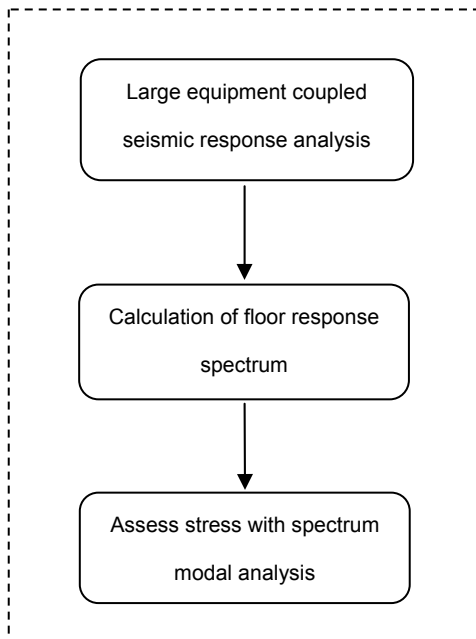 Large equipment coupled
seismic response analysis
Calculation of floor response
spectrum
Assess stress with spectrum
modal analysis